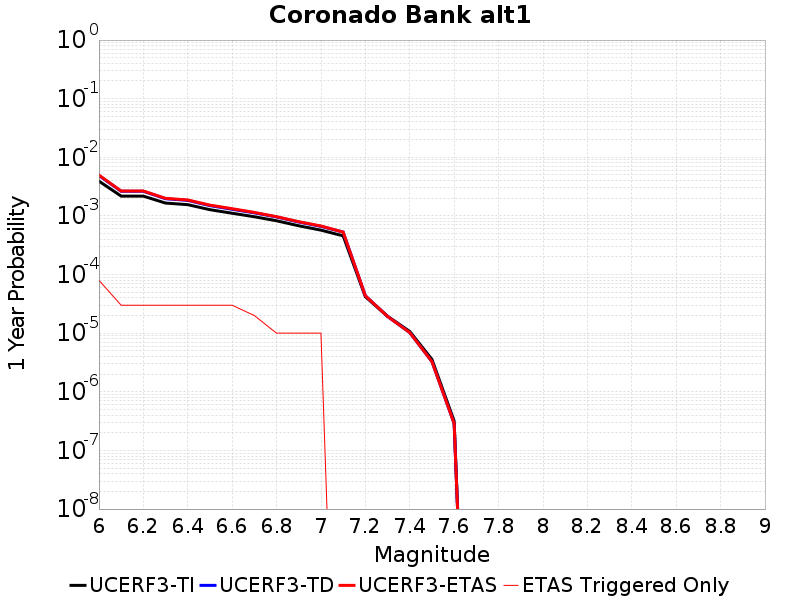 Coronado Bank alt1
10^0
10^-1
10^-2
10^-3
10^-4
10^-5
10^-6
10^-7
10^-8
1 Year Probability
6 6.2 6.4 6.6 6.8 7 7.2 7.4 7.6 7.8 8 8.2 8.4 8.6 8.8 9
Magnitude
UCERF3-TI UCERF3-TD UCERF3-ETAS ETAS Triggered Only